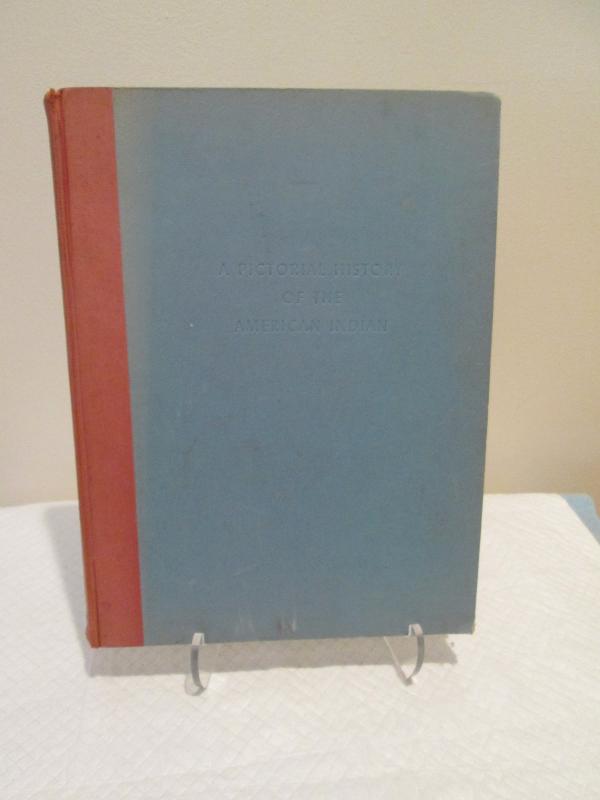 A PICTORIAL HISTORY
OF THE
AMERICAN INDIAN